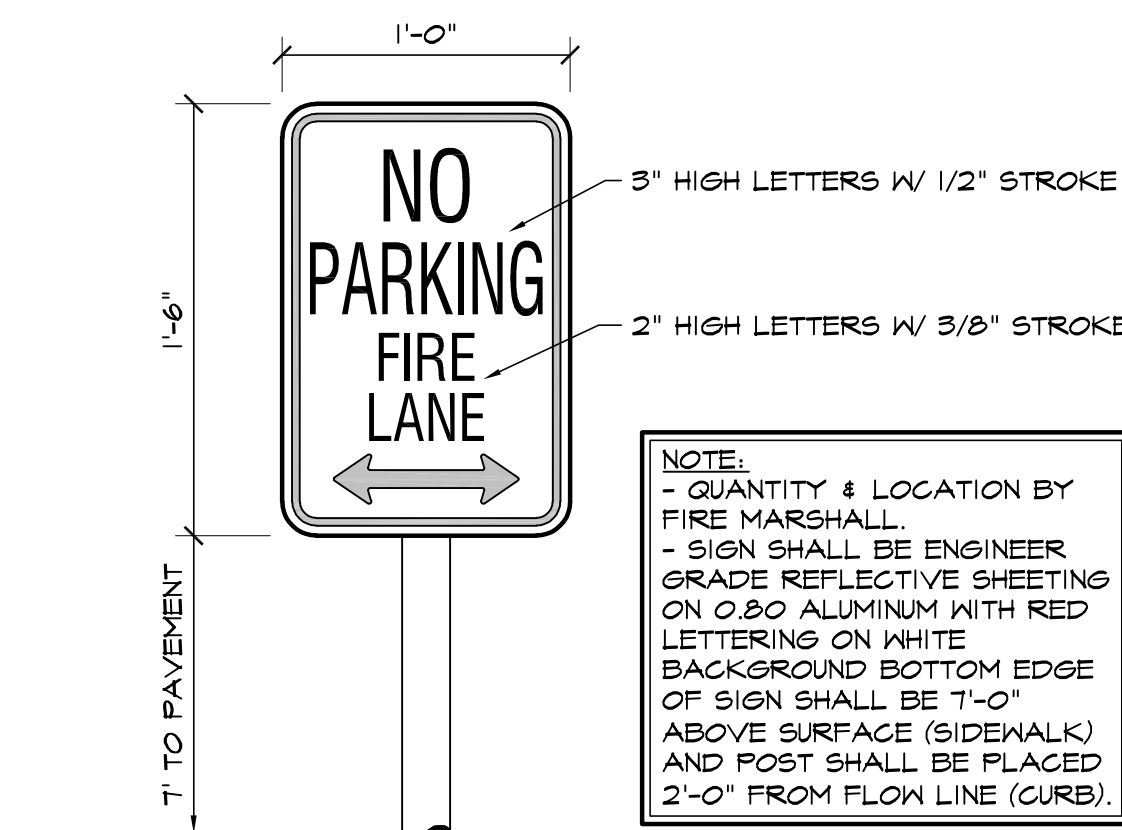 1'-0"
NO
PARKING
FIRE
LANE
3" HIGH LETTERS W/ 1/2" STROKE
2" HIGH LETTERS W/ 3/8" STROKE
1'-6"
7' TO PAVEMENT
NOTE:
- QUANTITY & LOCATION BY
FIRE MARSHALL.
- SIGN SHALL BE ENGINEER
GRADE REFLECTIVE SHEETING
ON 0.80 ALUMINUM WITH RED
LETTERING ON WHITE
BACKGROUND BOTTOM EDGE
OF SIGN SHALL BE 7'-0"
ABOVE SURFACE (SIDEWALK)
AND POST SHALL BE PLACED
2'-0" FROM FLOW LINE (CURB).